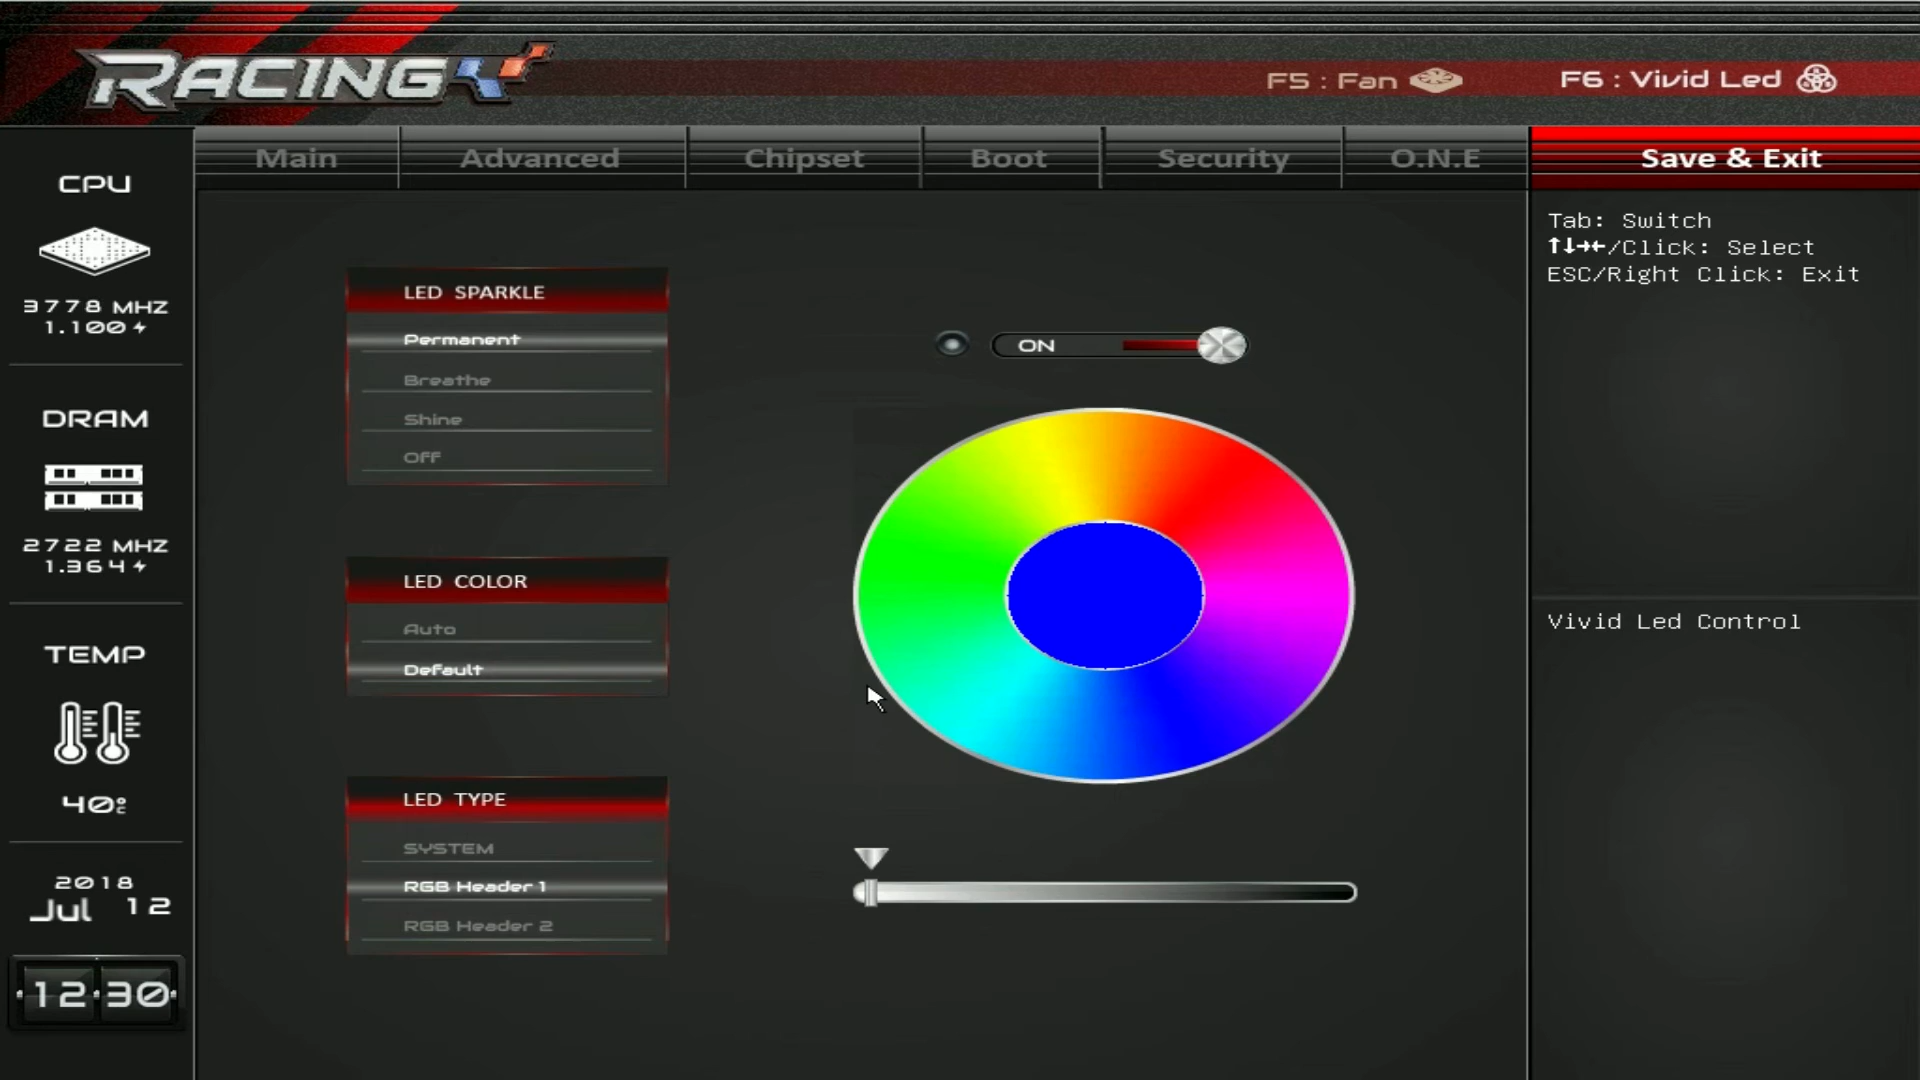 RACING
F5 : Fan
F6 : Vivid Led
Main
Advanced
Chipset
Boot
Security
O.N.E
Save & Exit
CPU
3778 MHZ
1.100
DRAM
2722 MHZ
1.364
TEMP
40°C
2018
Jul 12
12:30
LED SPARKLE
Permanent
Breathe
Shine
Off
LED COLOR
Auto
Default
LED TYPE
SYSTEM
RGB Header 1
RGB Header 2
ON
Tab: Switch
↑↓→←/Click: Select
ESC/Right Click: Exit
Vivid Led Control